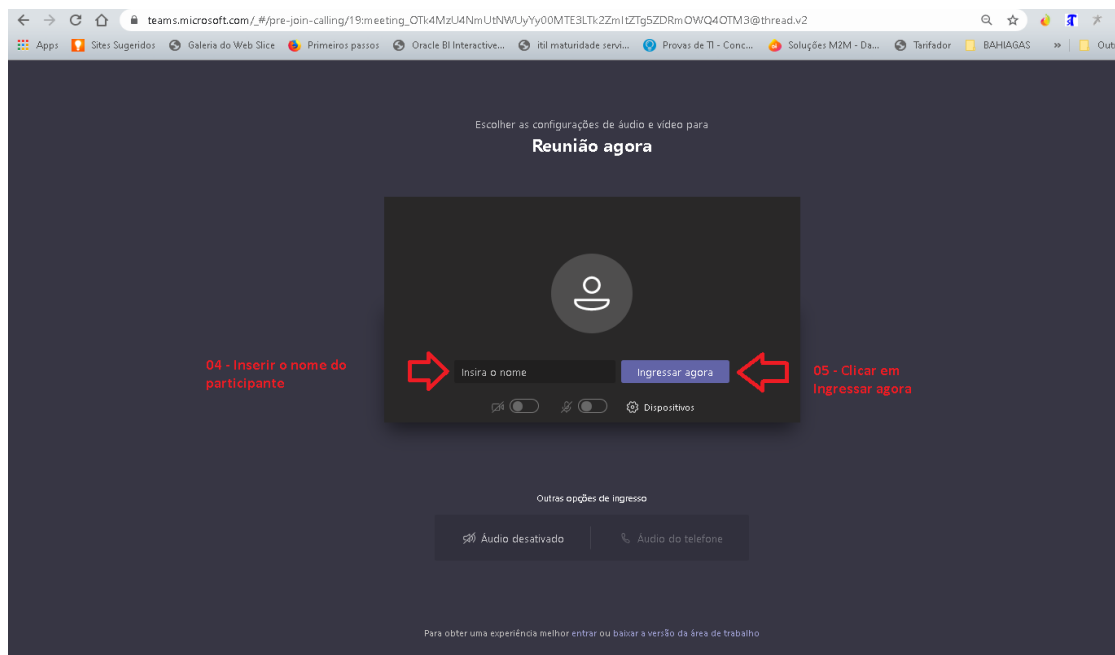 teams.microsoft.com/_#/pre-join-calling/19:meeting_OTk4MzU4NmUtNWUyYy00MTE3LTk2ZmItZTg5ZDRmOWQ4OTM3@thread.v2
Apps Sites Sugeridos Galeria do Web Slice Primeiros passos Oracle BI Interactive... itil maturidade servi... Provas de TI - Conc... Soluções M2M - Da... Tarifador BAHIAGAS » Out
Escolher as configurações de áudio e vídeo para
Reunião agora
04 - Inserir o nome do
participante
Insira o nome
Ingressar agora
05 - Clicar em
Ingressar agora
Dispositivos
Outras opções de ingresso
Áudio desativado
Áudio do telefone
Para obter uma experiência melhor entrar ou baixar a versão da área de trabalho